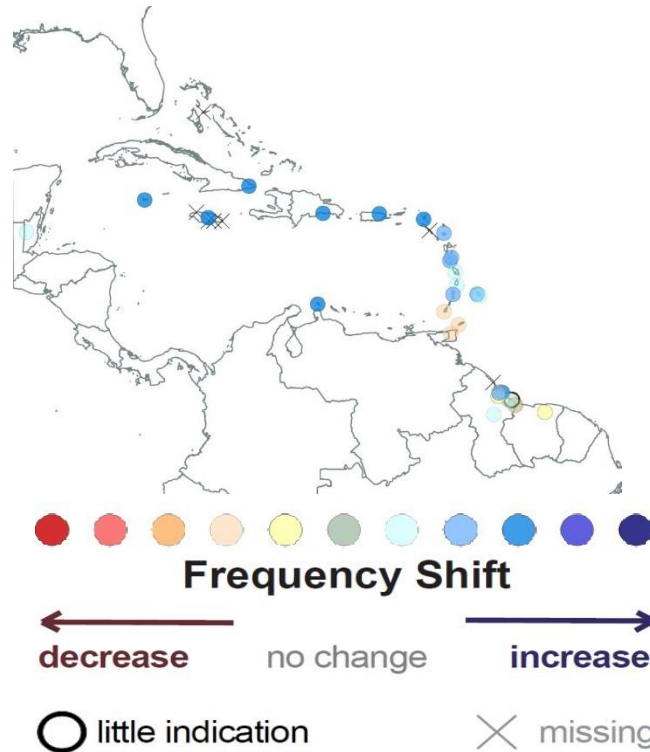 Frequency Shift
decrease no change increase
little indication missing